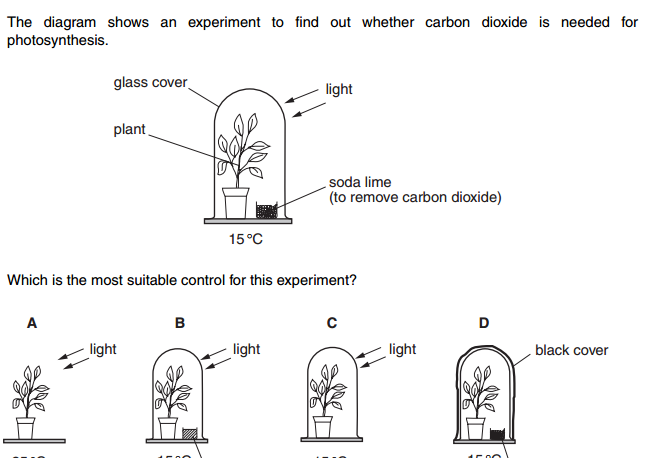 The diagram shows an experiment to find out whether carbon dioxide is needed for
photosynthesis.
glass cover
light
plant
soda lime
(to remove carbon dioxide)
15 °C
Which is the most suitable control for this experiment?
A
B
C
D
light
light
light
black cover